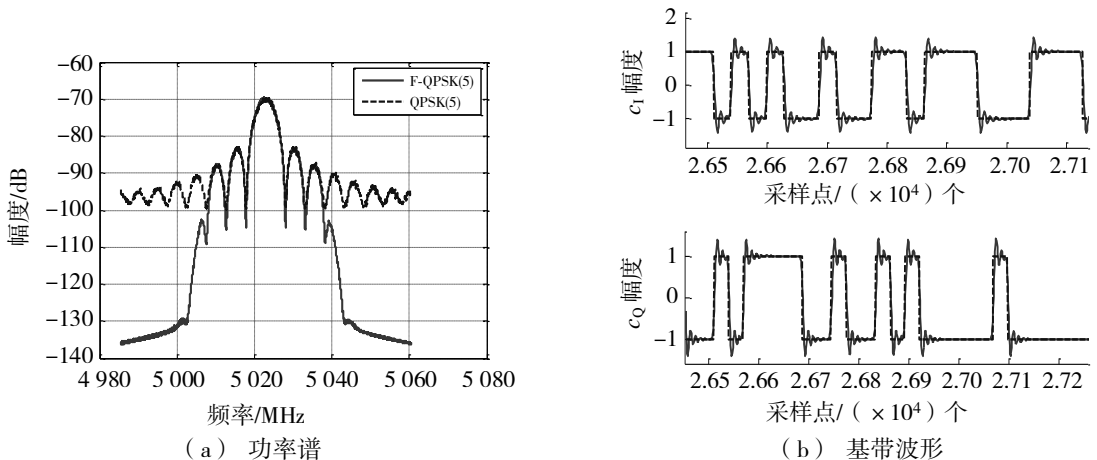 −60
−70
−80
−90
−100
−110
−120
−130
−140
幅度/dB
F-QPSK(5)
QPSK(5)
4 980 5 000 5 020 5 040 5 060 5 080
频率/MHz
(a) 功率谱
2
1
0
−1
c_I 幅度
2.65 2.66 2.67 2.68 2.69 2.70 2.71
采样点/(×10⁴)个
1
0
−1
c_Q 幅度
2.65 2.66 2.67 2.68 2.69 2.70 2.71 2.72
采样点/(×10⁴)个
(b) 基带波形